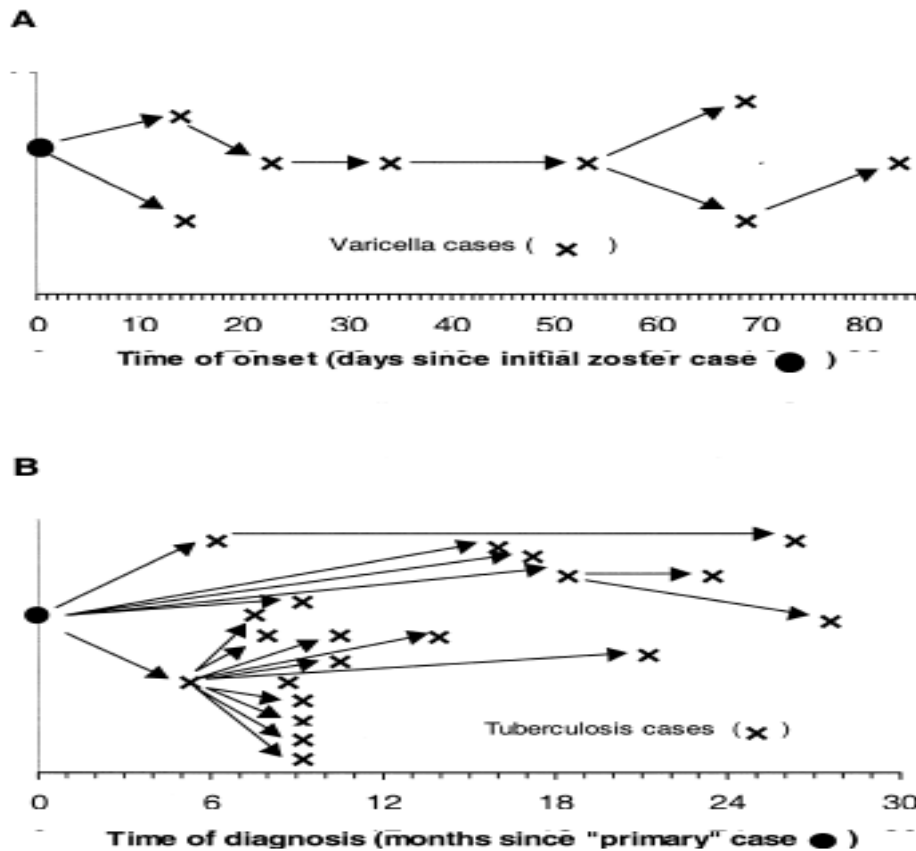 A
Varicella cases ( × )
0 10 20 30 40 50 60 70 80
Time of onset (days since initial zoster case ● )
B
Tuberculosis cases (× )
0 6 12 18 24 30
Time of diagnosis (months since "primary" case ● )